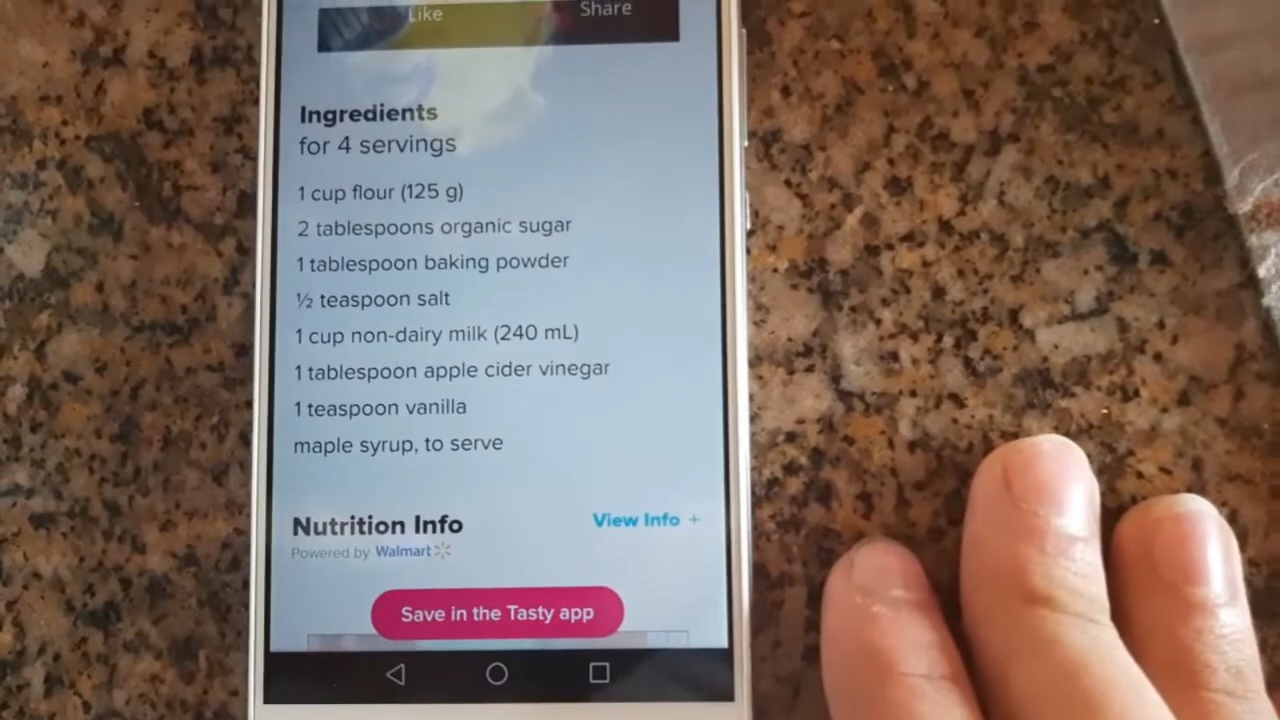 Like Share
Ingredients
for 4 servings
1 cup flour (125 g)
2 tablespoons organic sugar
1 tablespoon baking powder
½ teaspoon salt
1 cup non-dairy milk (240 mL)
1 tablespoon apple cider vinegar
1 teaspoon vanilla
maple syrup, to serve
Nutrition Info View Info +
Powered by Walmart
Save in the Tasty app